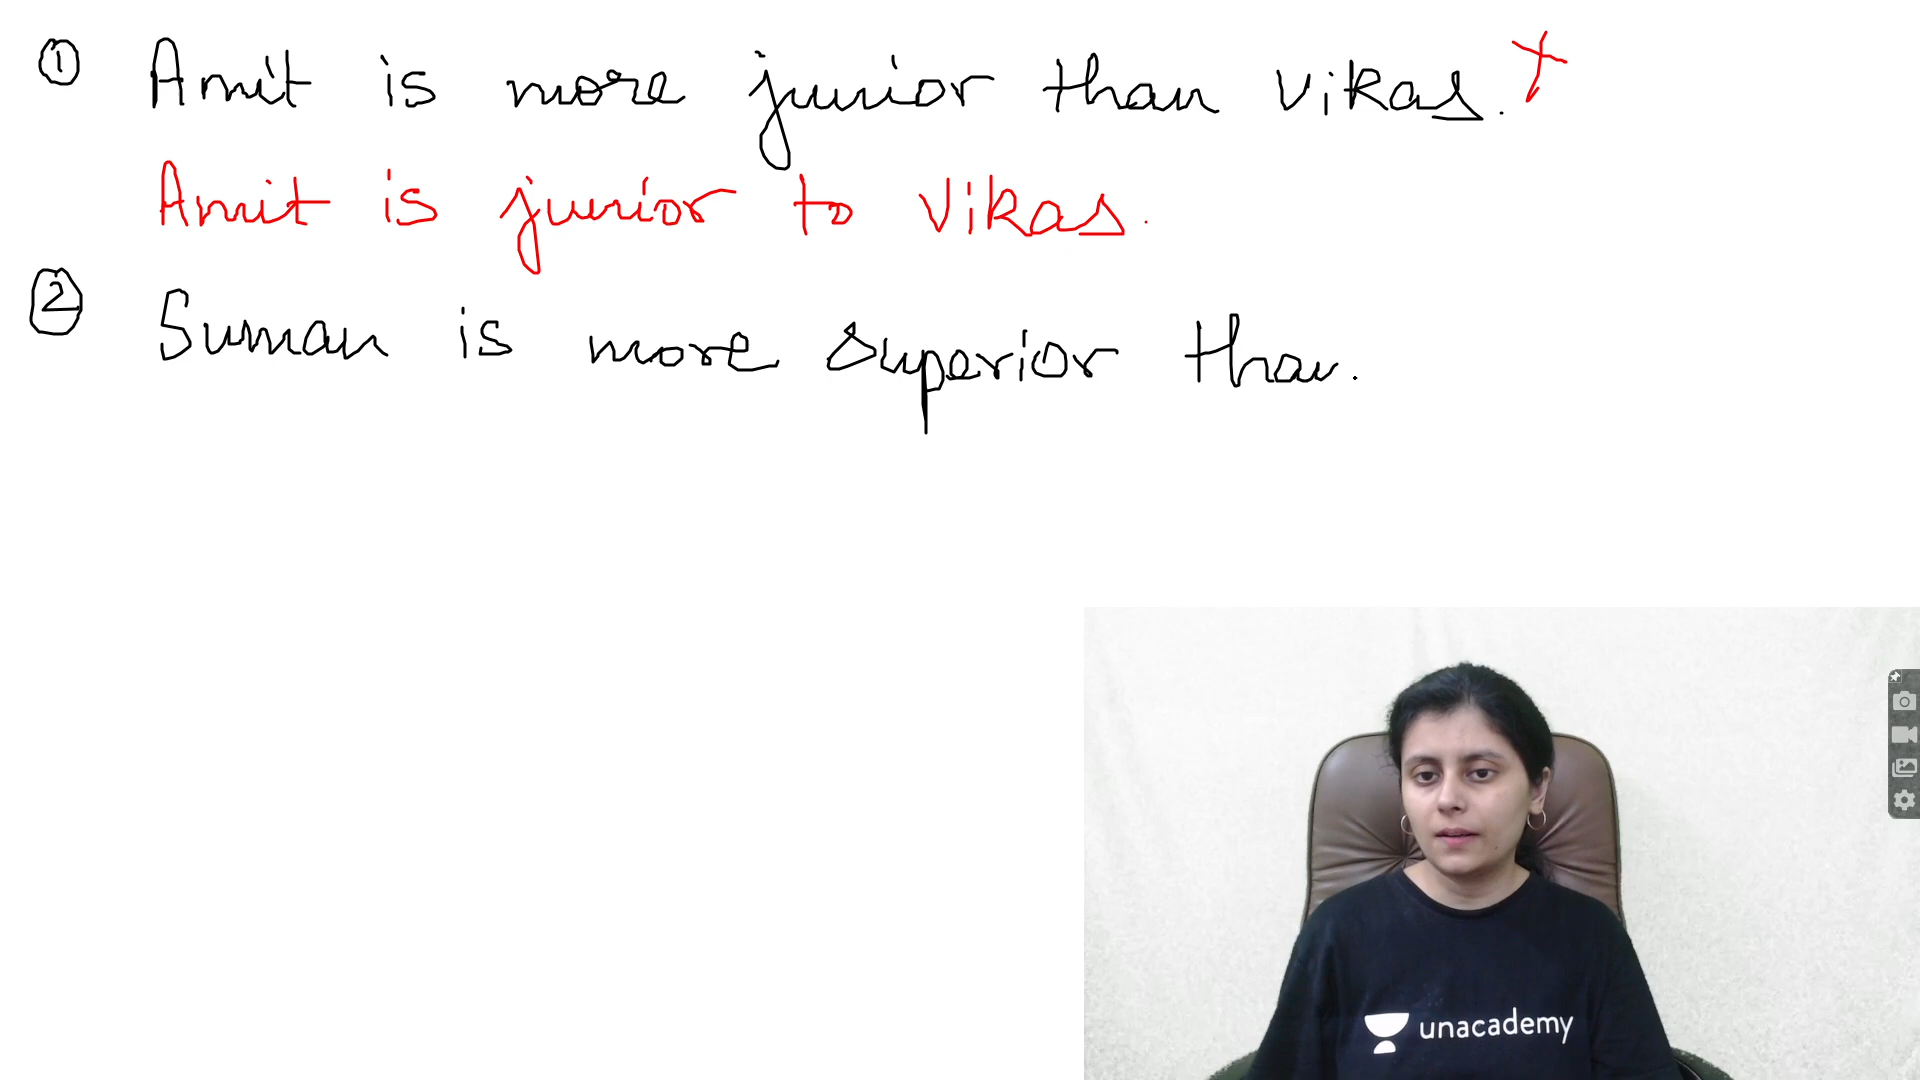 ① Amit is more junior than Vikas. X
Amit is junior to Vikas.
② Suman is more superior than.
unacademy